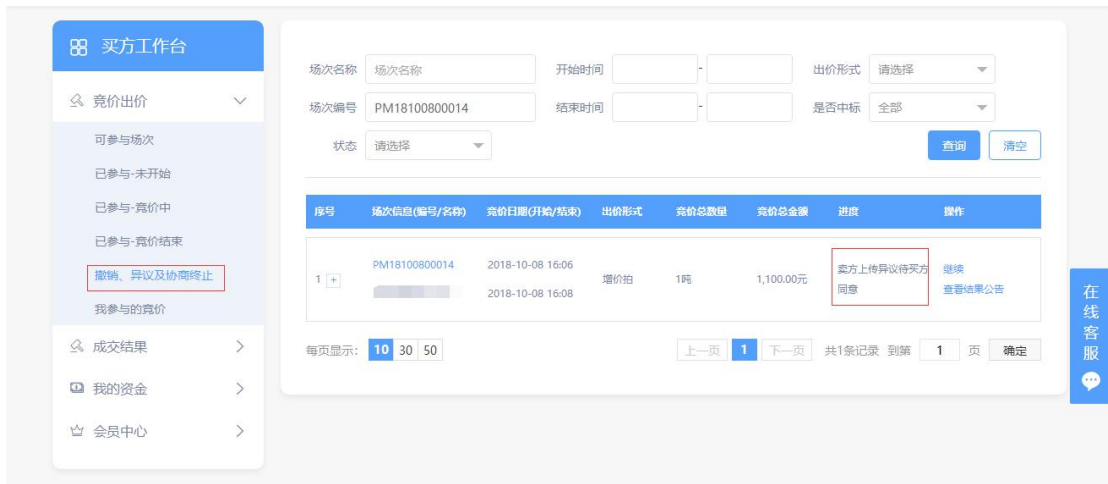 买方工作台
竞价出价
可参与场次
已参与-未开始
已参与-竞价中
已参与-竞价结束
撤销、异议及协商终止
我参与的竞价
成交结果
我的资金
会员中心
场次名称 场次名称 开始时间 - 出价形式 请选择
场次编号 PM18100800014 结束时间 - 是否中标 全部
状态 请选择 查询 清空
序号 场次信息(编号/名称) 竞价日期(开始/结束) 出价形式 竞价总数量 竞价总金额 进度 操作
PM18100800014 2018-10-08 16:06 卖方上传异议待买方 继续
1 + 增价拍 1吨 1,100.00元
2018-10-08 16:08 同意 查看结果公告
每页显示: 10 30 50 上一页 1 下一页 共1条记录 到第 1 页 确定
在线客服